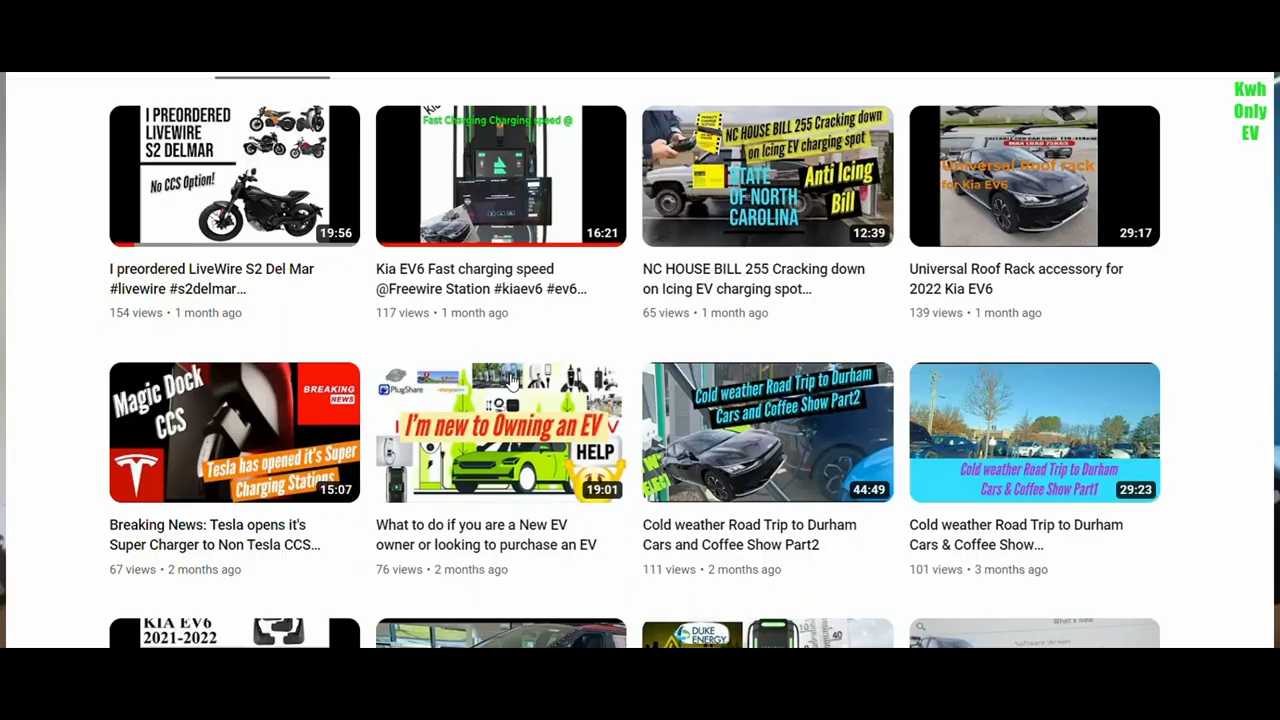 Kwh
Only
EV
I PREORDERED
LIVEWIRE
S2 DELMAR
No CCS Option!
19:56
Fast Charging Charging speed @
16:21
NC HOUSE BILL 255 Cracking down
on Icing EV charging spot
STATE
OF NORTH
CAROLINA
Anti Icing
Bill
12:39
MAX LOAD 75KGS
Universal Roof rack
for Kia EV6
29:17
I preordered LiveWire S2 Del Mar
#livewire #s2delmar...
154 views • 1 month ago
Kia EV6 Fast charging speed
@Freewire Station #kiaev6 #ev6...
117 views • 1 month ago
NC HOUSE BILL 255 Cracking down
on Icing EV charging spot...
65 views • 1 month ago
Universal Roof Rack accessory for
2022 Kia EV6
139 views • 1 month ago
Magic Dock
CCS
BREAKING
NEWS
Tesla has opened it's Super
Charging Stations
15:07
PlugShare
I'm new to Owning an EV
HELP
19:01
Cold weather Road Trip to Durham
Cars and Coffee Show Part2
44:49
Cold weather Road Trip to Durham
Cars & Coffee Show Part1
29:23
Breaking News: Tesla opens it's
Super Charger to Non Tesla CCS...
67 views • 2 months ago
What to do if you are a New EV
owner or looking to purchase an EV
76 views • 2 months ago
Cold weather Road Trip to Durham
Cars and Coffee Show Part2
111 views • 2 months ago
Cold weather Road Trip to Durham
Cars & Coffee Show...
101 views • 3 months ago
KIA EV6
2021-2022
DUKE
ENERGY
40
What's New
Software Version